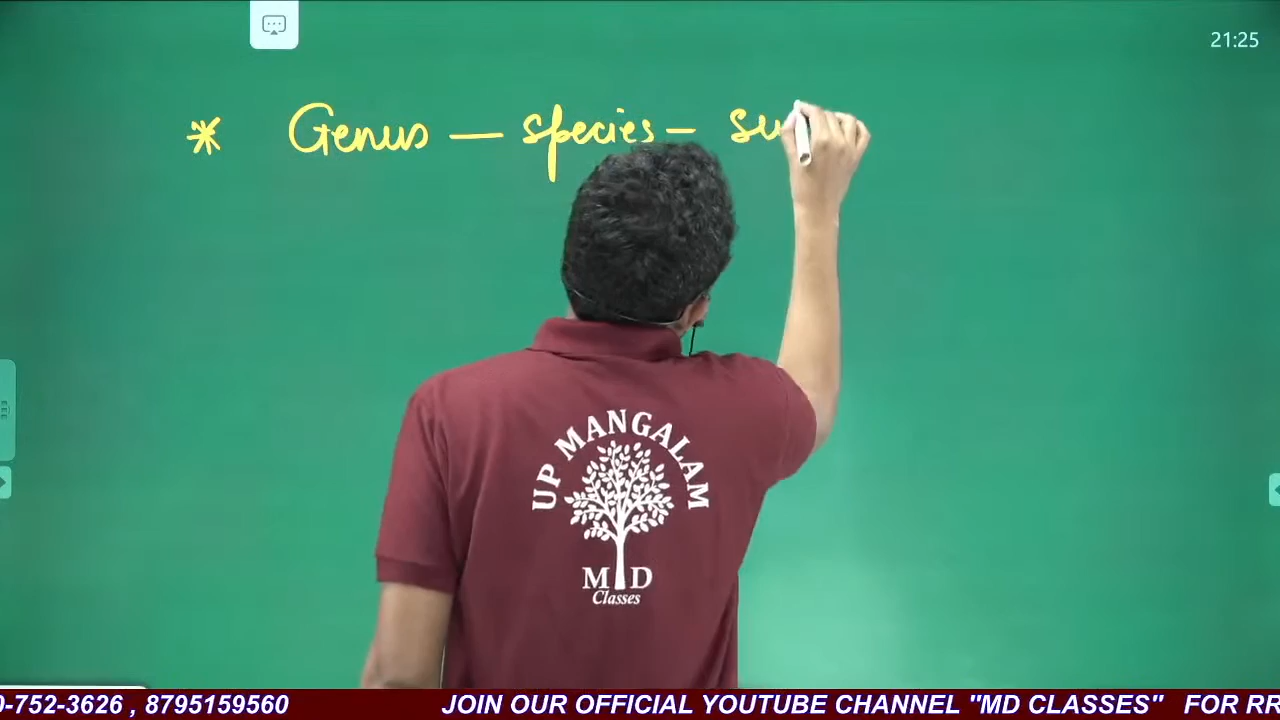 21:25
* Genus — species – su
UP MANGALAM
MD
Classes
0-752-3626 , 8795159560 JOIN OUR OFFICIAL YOUTUBE CHANNEL "MD CLASSES" FOR RR